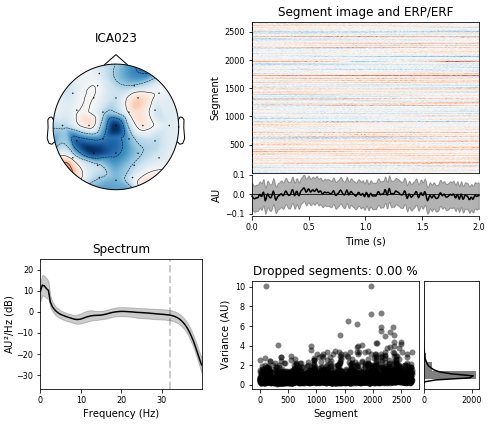 ICA023
Segment image and ERP/ERF
Segment
2500
2000
1500
1000
500
AU
0.1
0.0
−0.1
0.0 0.5 1.0 1.5 2.0
Time (s)
Spectrum
AU²/Hz (dB)
20
10
0
−10
−20
−30
0 10 20 30
Frequency (Hz)
Dropped segments: 0.00 %
Variance (AU)
10
8
6
4
2
0
0 500 1000 1500 2000 2500
Segment
0 2000